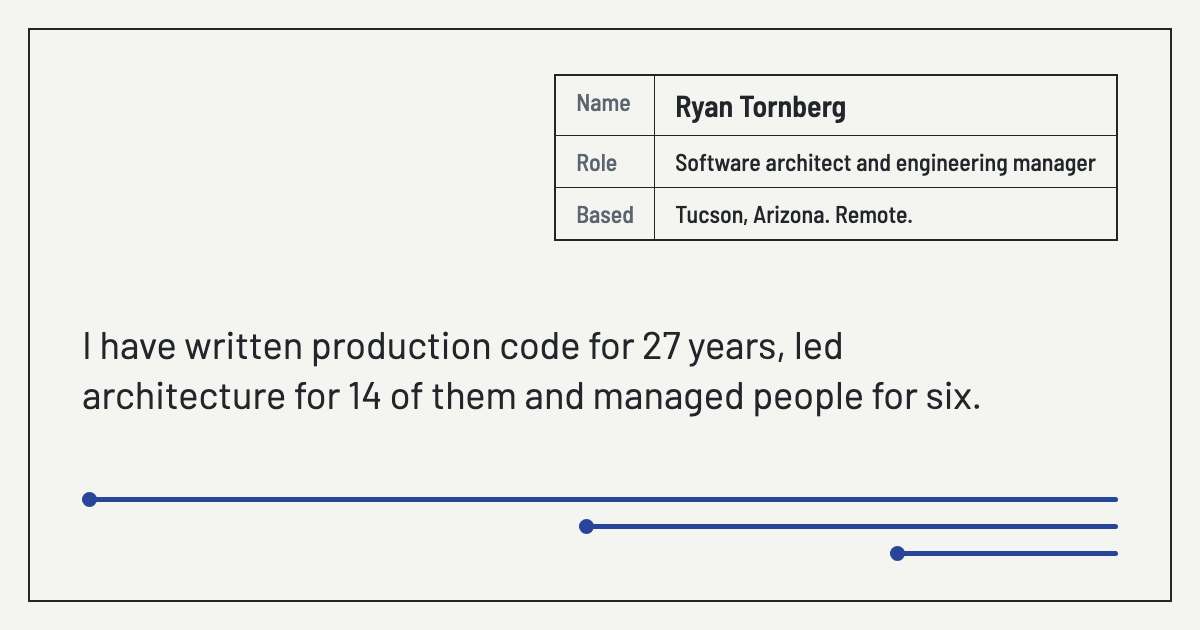 Name Ryan Tornberg
Role Software architect and engineering manager
Based Tucson, Arizona. Remote.
I have written production code for 27 years, led
architecture for 14 of them and managed people for six.